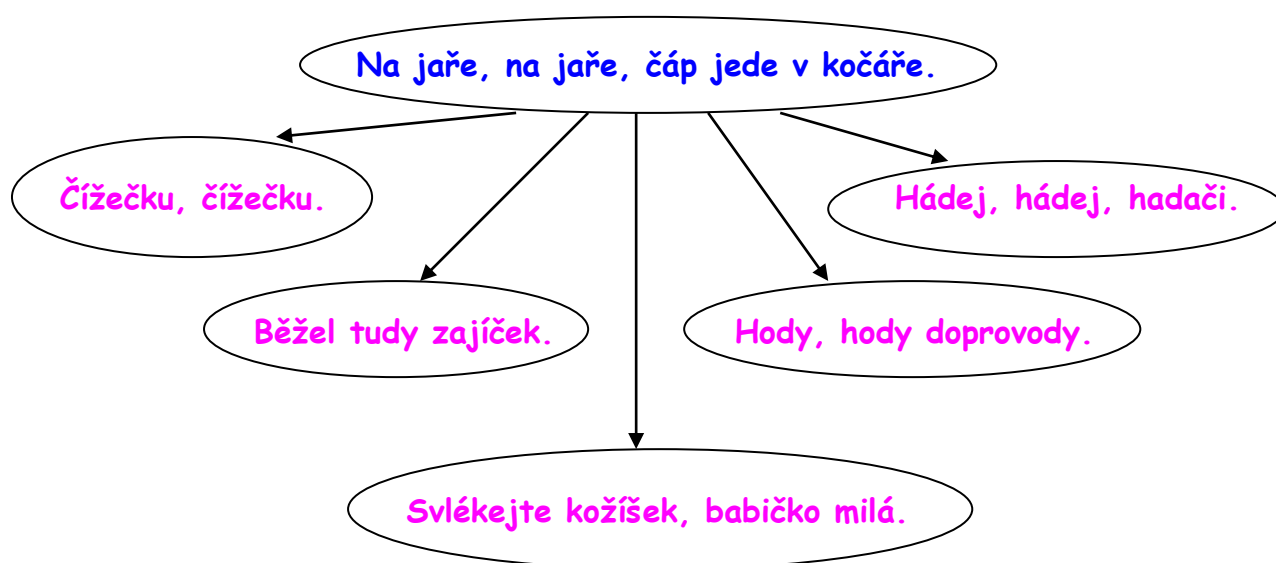 Na jaře, na jaře, čáp jede v kočáře.
Čížečku, čížečku.
Hádej, hádej, hadači.
Běžel tudy zajíček.
Hody, hody doprovody.
Svlékejte kožíšek, babičko milá.